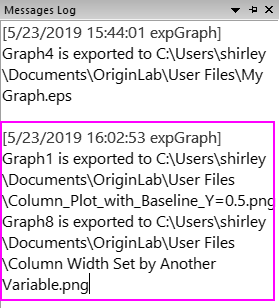 Messages Log
[5/23/2019 15:44:01 expGraph]
Graph4 is exported to C:\Users\shirley
\Documents\OriginLab\User Files\My
Graph.eps
[5/23/2019 16:02:53 expGraph]
Graph1 is exported to C:\Users\shirley
\Documents\OriginLab\User Files
\Column_Plot_with_Baseline_Y=0.5.png
Graph8 is exported to C:\Users\shirley
\Documents\OriginLab\User Files
\Column Width Set by Another
Variable.png